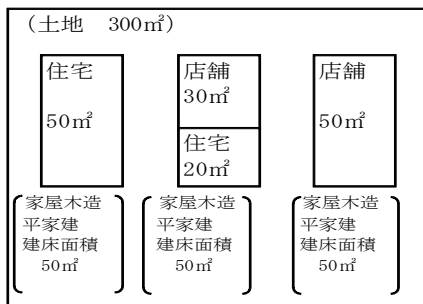 （土地　300㎡）
住宅
50㎡
店舗
30㎡
住宅
20㎡
店舗
50㎡
家屋木造
平家建
建床面積
50㎡
家屋木造
平家建
建床面積
50㎡
家屋木造
平家建
建床面積
50㎡